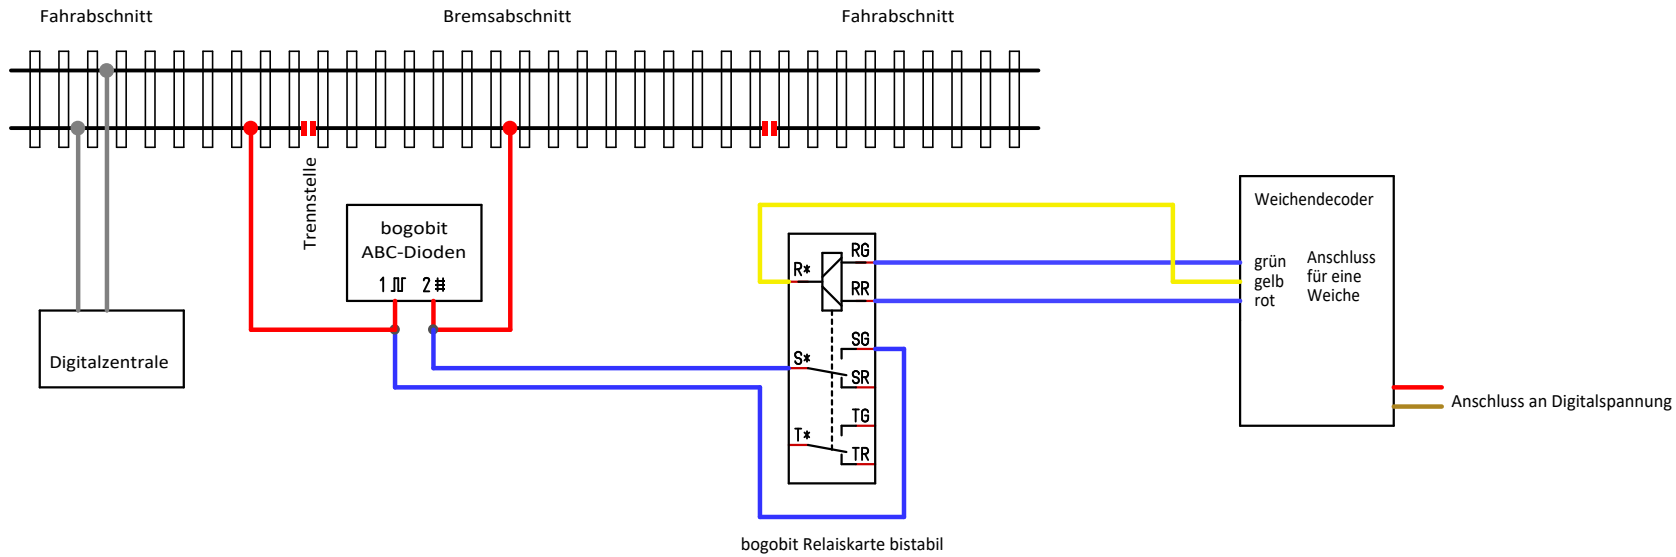 Fahrabschnitt
Bremsabschnitt
Fahrabschnitt
Trennstelle
bogobit
ABC-Dioden
1
2 #
Digitalzentrale
R*
RG
RR
S*
SG
SR
T*
TG
TR
bogobit Relaiskarte bistabil
Weichendecoder
grün
gelb
rot
Anschluss
für eine
Weiche
Anschluss an Digitalspannung